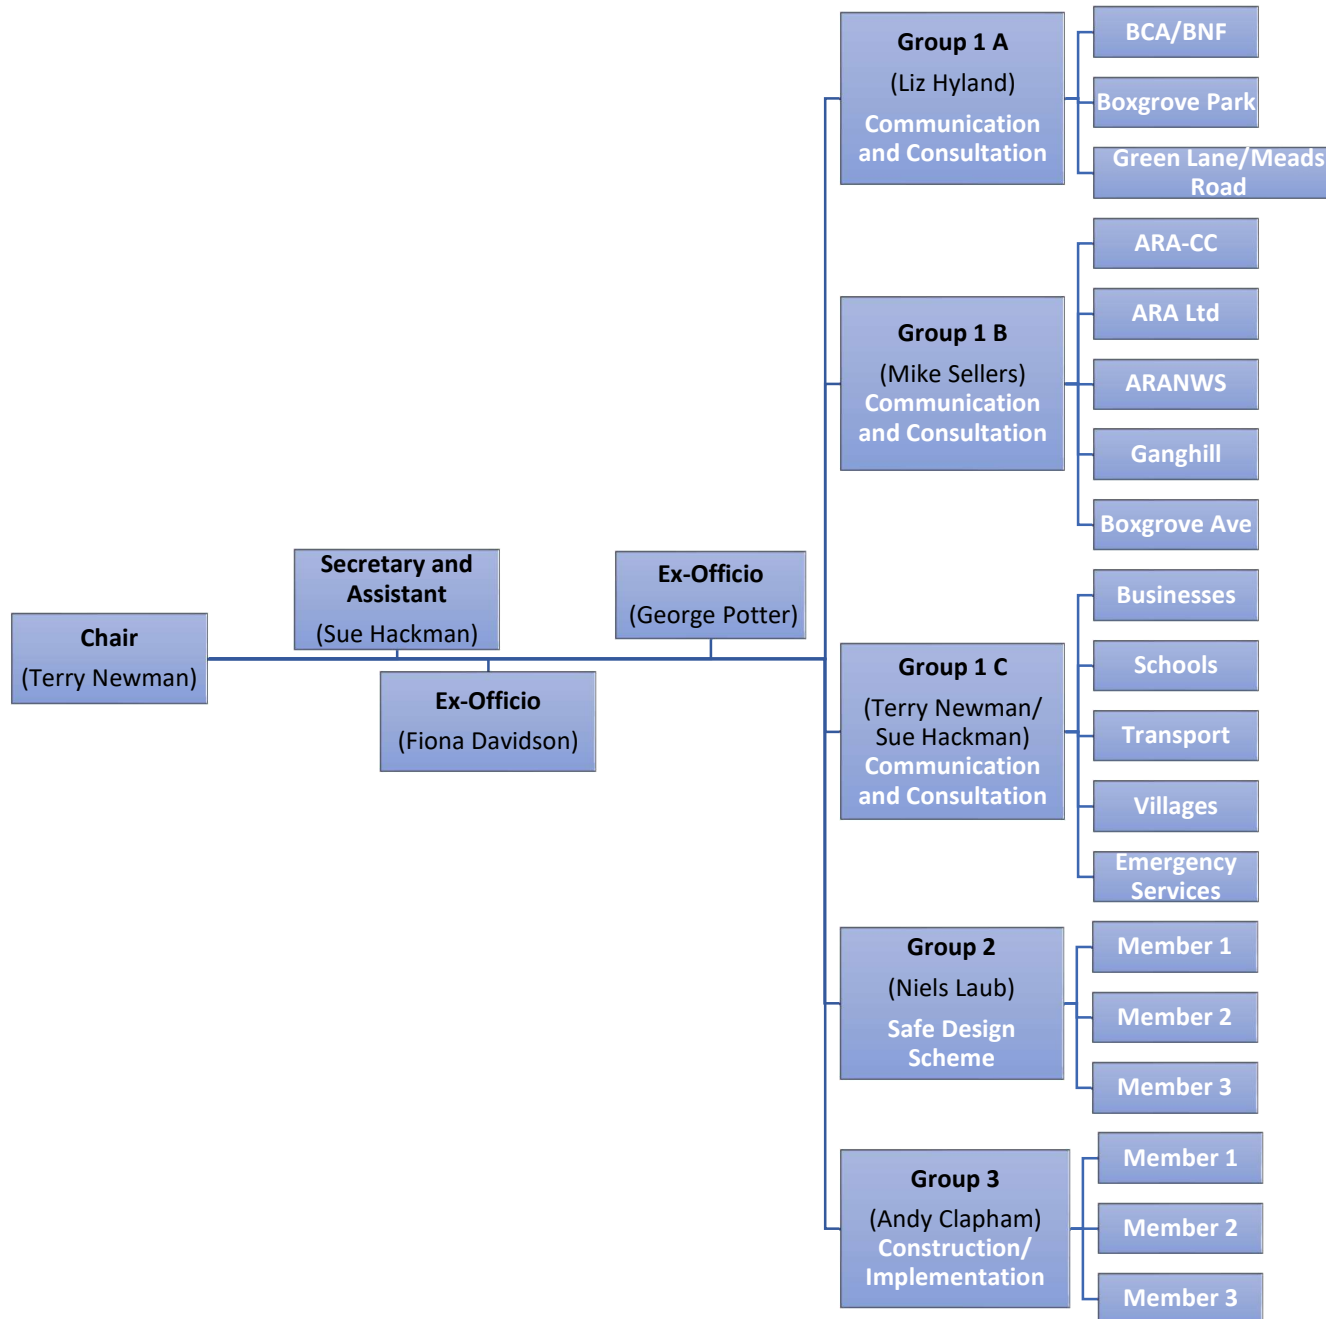 Chair
(Terry Newman)
Secretary and
Assistant
(Sue Hackman)
Ex-Officio
(Fiona Davidson)
Ex-Officio
(George Potter)
Group 1 A
(Liz Hyland)
Communication
and Consultation
BCA/BNF
Boxgrove Park
Green Lane/Meads
Road
Group 1 B
(Mike Sellers)
Communication
and Consultation
ARA-CC
ARA Ltd
ARANWS
Ganghill
Boxgrove Ave
Group 1 C
(Terry Newman/
Sue Hackman)
Communication
and Consultation
Businesses
Schools
Transport
Villages
Emergency
Services
Group 2
(Niels Laub)
Safe Design
Scheme
Member 1
Member 2
Member 3
Group 3
(Andy Clapham)
Construction/
Implementation
Member 1
Member 2
Member 3